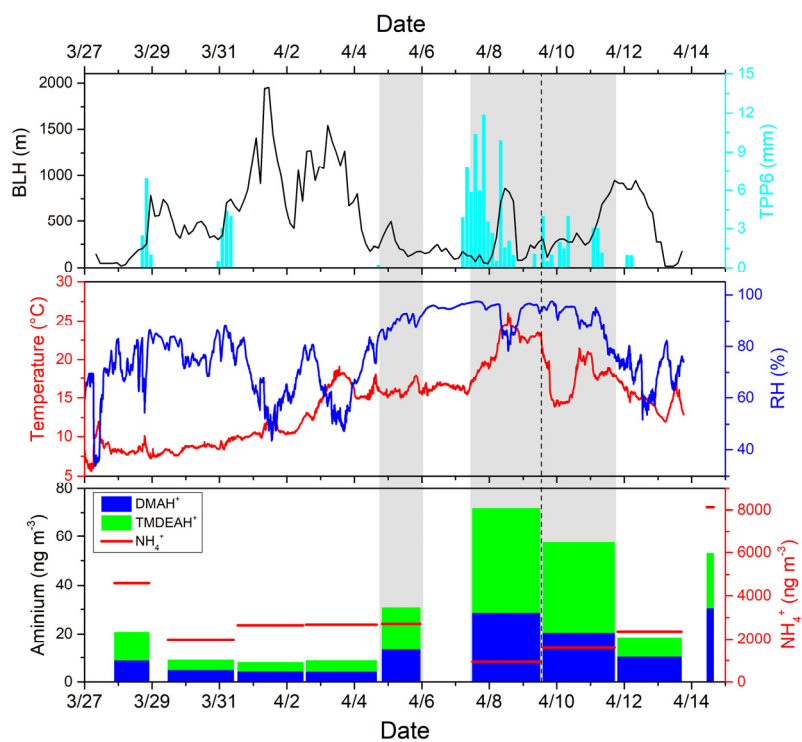 Date
3/27 3/29 3/31 4/2 4/4 4/6 4/8 4/10 4/12 4/14
BLH (m)
2000
1500
1000
500
0
TPP6 (mm)
15
12
9
6
3
0
Temperature (°C)
30
25
20
15
10
5
RH (%)
100
80
60
40
Aminium (ng m⁻³)
80
60
40
20
0
DMAH⁺
TMDEAH⁺
NH₄⁺
NH₄⁺ (ng m⁻³)
8000
6000
4000
2000
0
3/27 3/29 3/31 4/2 4/4 4/6 4/8 4/10 4/12 4/14
Date